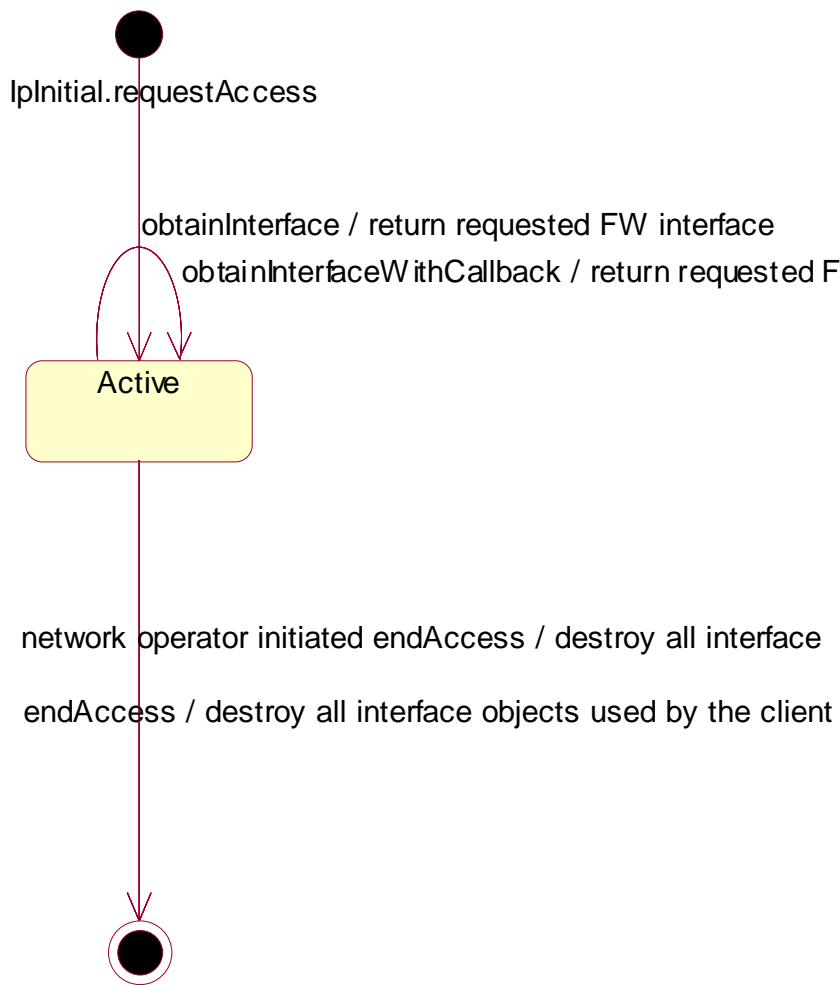 IpInitial.requestAccess
obtainInterface / return requested FW interface
obtainInterfaceWithCallback / return requested F
Active
network operator initiated endAccess / destroy all interface
endAccess / destroy all interface objects used by the client